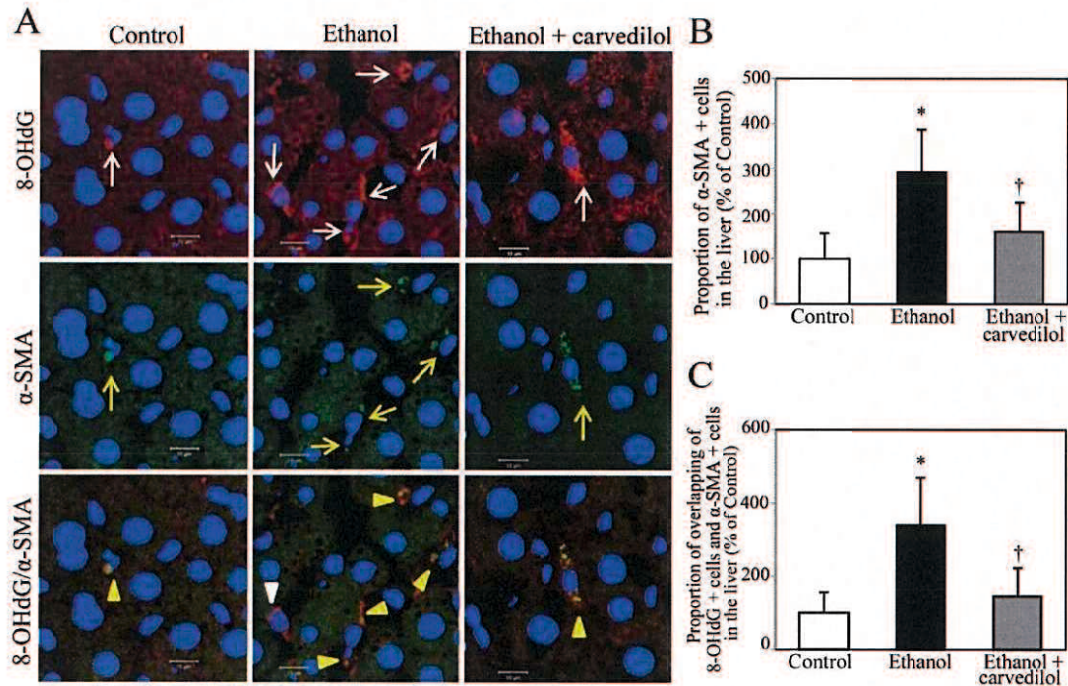 A
Control
Ethanol
Ethanol + carvedilol
8-OHdG
α-SMA
8-OHdG/α-SMA
B
Proportion of α-SMA + cells
in the liver (% of Control)
500
400
300
200
100
0
Control
Ethanol
Ethanol +
carvedilol
*
†
C
Proportion of overlapping of
8-OHdG + cells and α-SMA + cells
in the liver (% of Control)
600
400
200
0
Control
Ethanol
Ethanol +
carvedilol
*
†